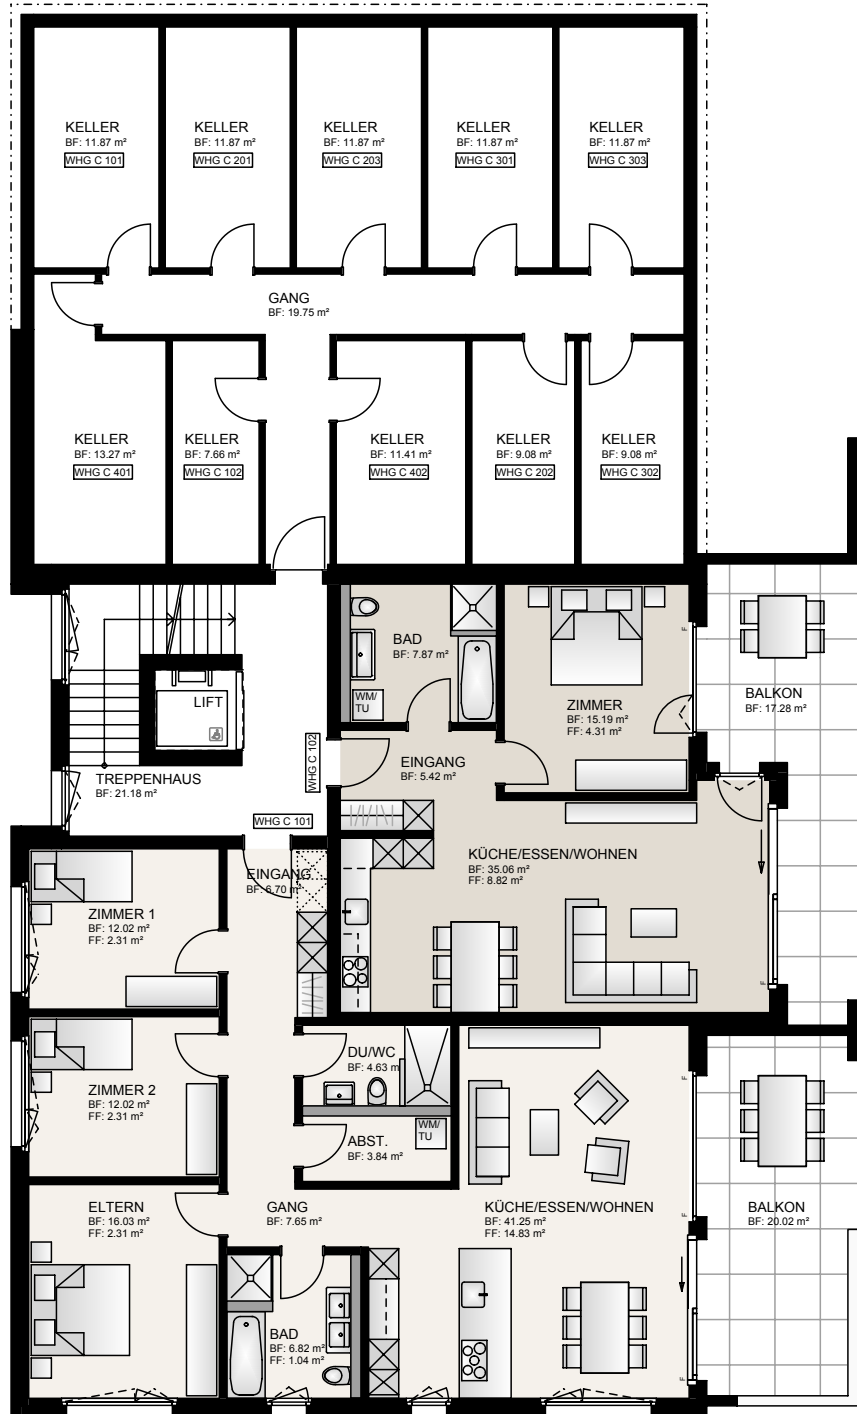 KELLER
BF: 11.87 m²
WHG C 101
KELLER
BF: 11.87 m²
WHG C 201
KELLER
BF: 11.87 m²
WHG C 203
KELLER
BF: 11.87 m²
WHG C 301
KELLER
BF: 11.87 m²
WHG C 303
GANG
BF: 19.75 m²
KELLER
BF: 13.27 m²
WHG C 401
KELLER
BF: 7.66 m²
WHG C 102
KELLER
BF: 11.41 m²
WHG C 402
KELLER
BF: 9.08 m²
WHG C 202
KELLER
BF: 9.08 m²
WHG C 302
BAD
BF: 7.87 m²
WM/
TU
LIFT
ZIMMER
BF: 15.19 m²
FF: 4.31 m²
F
BALKON
BF: 17.28 m²
EINGANG
BF: 5.42 m²
WHG C 102
TREPPENHAUS
BF: 21.18 m²
WHG C 101
KÜCHE/ESSEN/WOHNEN
BF: 35.06 m²
FF: 8.82 m²
F
F
EINGANG
BF: 6.70 m²
ZIMMER 1
BF: 12.02 m²
FF: 2.31 m²
DU/WC
BF: 4.63 m
F
ZIMMER 2
BF: 12.02 m²
FF: 2.31 m²
WM/
TU
ABST.
BF: 3.84 m²
ELTERN
BF: 16.03 m²
FF: 2.31 m²
GANG
BF: 7.65 m²
KÜCHE/ESSEN/WOHNEN
BF: 41.25 m²
FF: 14.83 m²
F
BALKON
BF: 20.02 m²
BAD
BF: 6.82 m²
FF: 1.04 m²
F